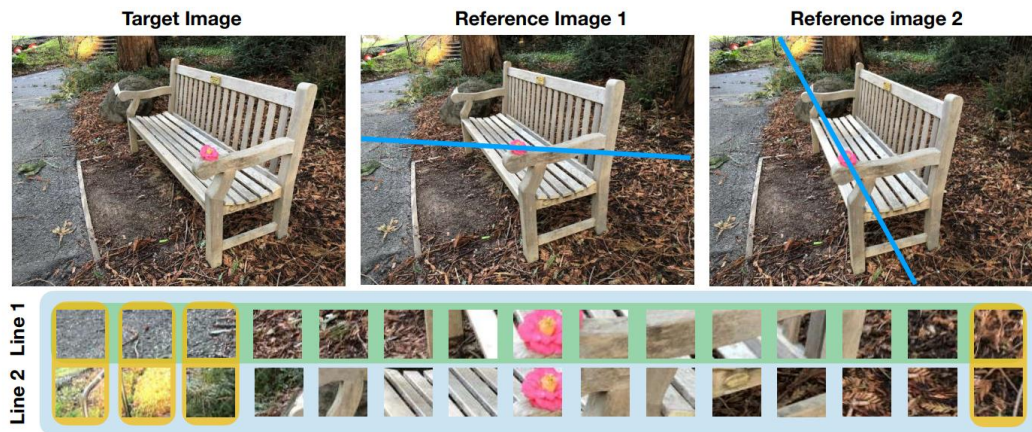 Target Image
Reference Image 1
Reference image 2
Line 1
Line 2